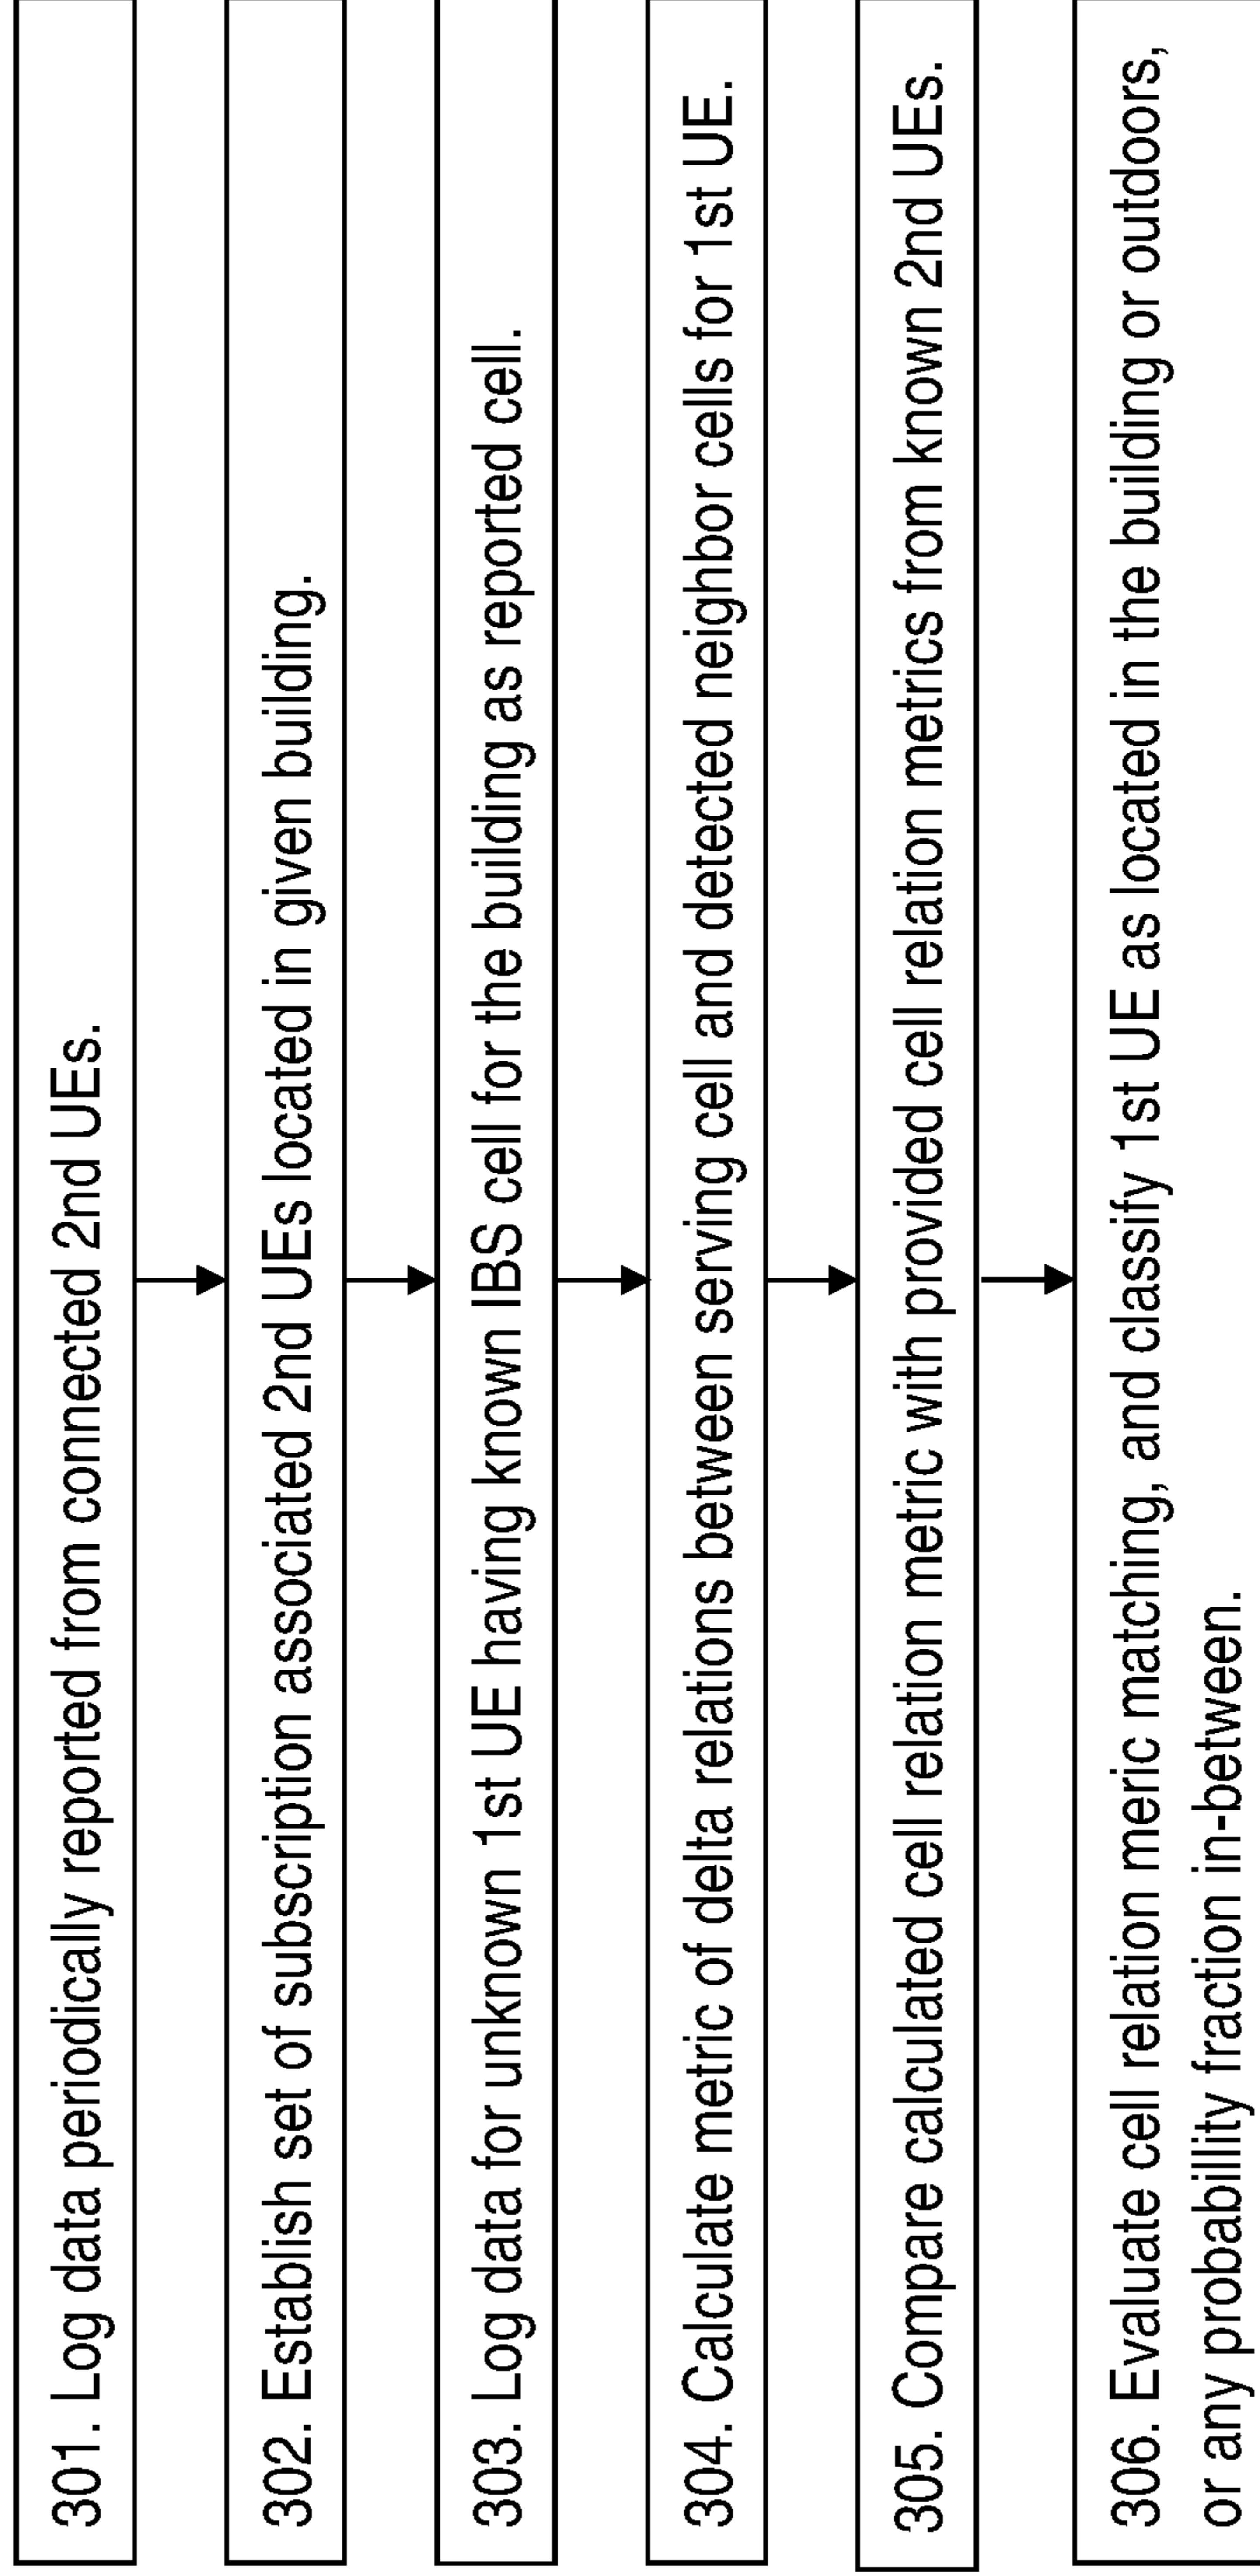 301. Log data periodically reported from connected 2nd UEs.
302. Establish set of subscription associated 2nd UEs located in given building.
303. Log data for unknown 1st UE having known IBS cell for the building as reported cell.
304. Calculate metric of delta relations between serving cell and detected neighbor cells for 1st UE.
305. Compare calculated cell relation metric with provided cell relation metrics from known 2nd UEs.
306. Evaluate cell relation meric matching, and classify 1st UE as located in the building or outdoors,
or any probabillity fraction in-between.